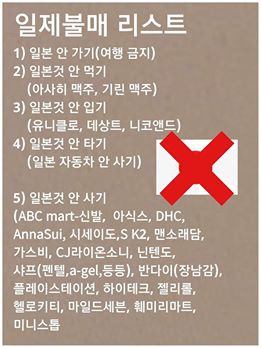 일제불매 리스트
1) 일본 안 가기(여행 금지)
2) 일본것 안 먹기
(아사히 맥주, 기린 맥주)
3) 일본것 안 입기
(유니클로, 데상트, 니코앤드)
4) 일본것 안 타기
(일본 자동차 안 사기)
5) 일본것 안 사기
(ABC mart-신발, 아식스, DHC,
AnnaSui, 시세이도,S K2, 맨소래담,
가스비, CJ라이온소니, 닌텐도,
샤프(펜텔,a-gel,등등), 반다이(장남감),
플레이스테이션, 하이테크, 젤리롤,
헬로키티, 마일드세븐, 훼미리마트,
미니스톱